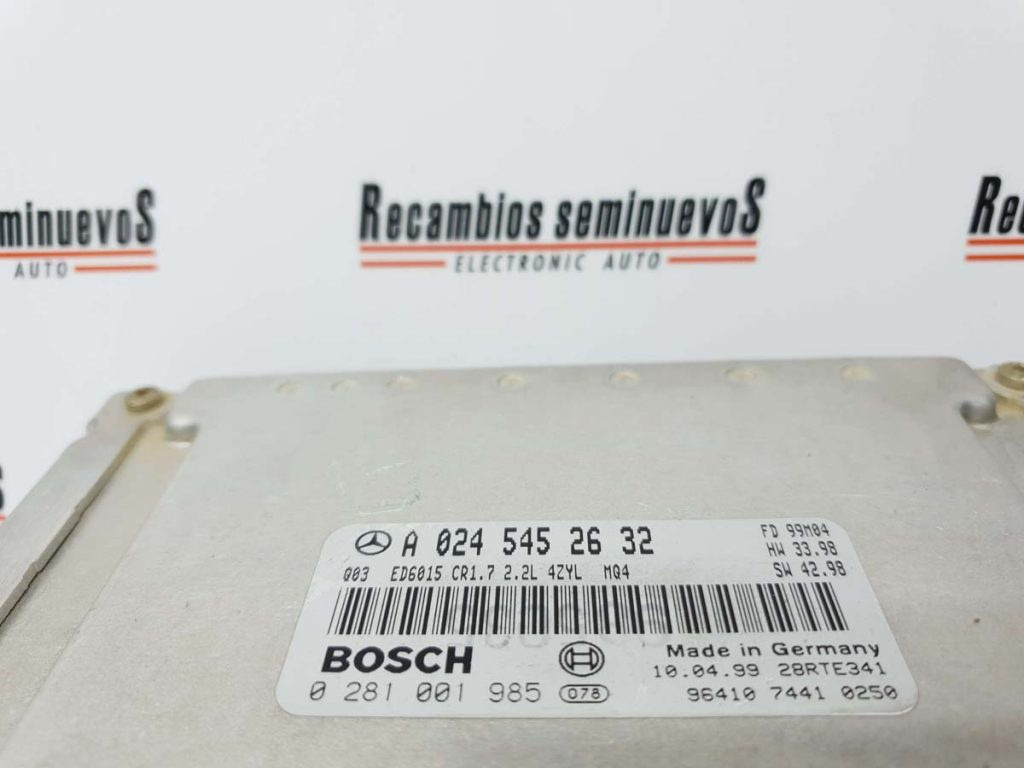 minuevoS
AUTO
Recambios seminuevoS
ELECTRONIC AUTO
Re
A 024 545 26 32
FD 99M04
HW 33.98
Q03 ED6015 CR1.7 2.2L 4ZYL MQ4
SW 42.98
BOSCH
Made in Germany
10.04.99 28RTE341
0 281 001 985 078
96410 7441 0250